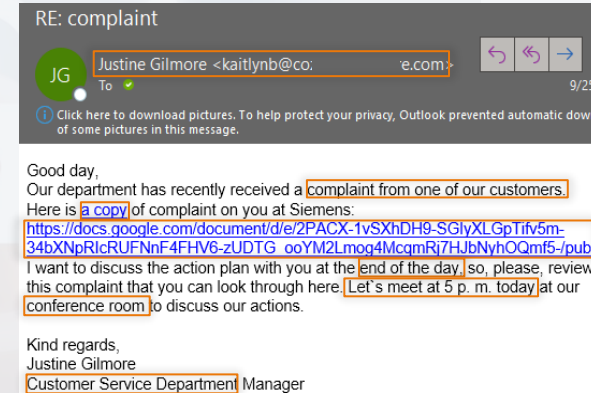 RE: complaint
JG
Justine Gilmore <kaitlynb@co e.com>
To
9/25
Click here to download pictures. To help protect your privacy, Outlook prevented automatic dow
of some pictures in this message.
Good day,
Our department has recently received a complaint from one of our customers.
Here is a copy of complaint on you at Siemens:
https://docs.google.com/document/d/e/2PACX-1vSXhDH9-SGIyXLGpTifv5m-
34bXNpRIcRUFNnF4FHV6-zUDTG_ooYM2Lmog4McqmRj7HJbNyhOQmf5-/pub
I want to discuss the action plan with you at the end of the day, so, please, review
this complaint that you can look through here. Let`s meet at 5 p. m. today at our
conference room to discuss our actions.
Kind regards,
Justine Gilmore
Customer Service Department Manager